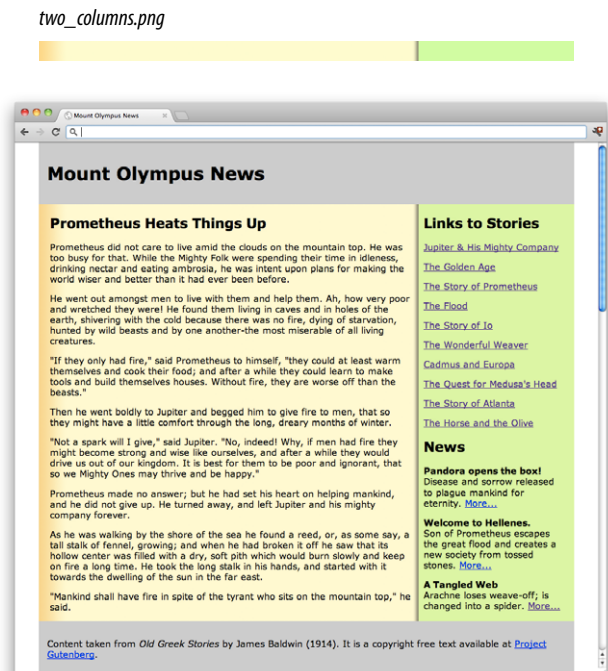 two_columns.png
Mount Olympus News
Mount Olympus News
Prometheus Heats Things Up
Prometheus did not care to live amid the clouds on the mountain top. He was
too busy for that. While the Mighty Folk were spending their time in idleness,
drinking nectar and eating ambrosia, he was intent upon plans for making the
world wiser and better than it had ever been before.
He went out amongst men to live with them and help them. Ah, how very poor
and wretched they were! He found them living in caves and in holes of the
earth, shivering with the cold because there was no fire, dying of starvation,
hunted by wild beasts and by one another-the most miserable of all living
creatures.
"If they only had fire," said Prometheus to himself, "they could at least warm
themselves and cook their food; and after a while they could learn to make
tools and build themselves houses. Without fire, they are worse off than the
beasts."
Then he went boldly to Jupiter and begged him to give fire to men, that so
they might have a little comfort through the long, dreary months of winter.
"Not a spark will I give," said Jupiter. "No, indeed! Why, if men had fire they
might become strong and wise like ourselves, and after a while they would
drive us out of our kingdom. It is best for them to be poor and ignorant, that
so we Mighty Ones may thrive and be happy."
Prometheus made no answer; but he had set his heart on helping mankind,
and he did not give up. He turned away, and left Jupiter and his mighty
company forever.
As he was walking by the shore of the sea he found a reed, or, as some say, a
tall stalk of fennel, growing; and when he had broken it off he saw that its
hollow center was filled with a dry, soft pith which would burn slowly and keep
on fire a long time. He took the long stalk in his hands, and started with it
towards the dwelling of the sun in the far east.
"Mankind shall have fire in spite of the tyrant who sits on the mountain top," he
said.
Links to Stories
Jupiter & His Mighty Company
The Golden Age
The Story of Prometheus
The Flood
The Story of Io
The Wonderful Weaver
Cadmus and Europa
The Quest for Medusa's Head
The Story of Atlanta
The Horse and the Olive
News
Pandora opens the box!
Disease and sorrow released
to plague mankind for
eternity. More...
Welcome to Hellenes.
Son of Prometheus escapes
the great flood and creates a
new society from tossed
stones. More...
A Tangled Web
Arachne loses weave-off; is
changed into a spider. More...
Content taken from Old Greek Stories by James Baldwin (1914). It is a copyright free text available at Project
Gutenberg.